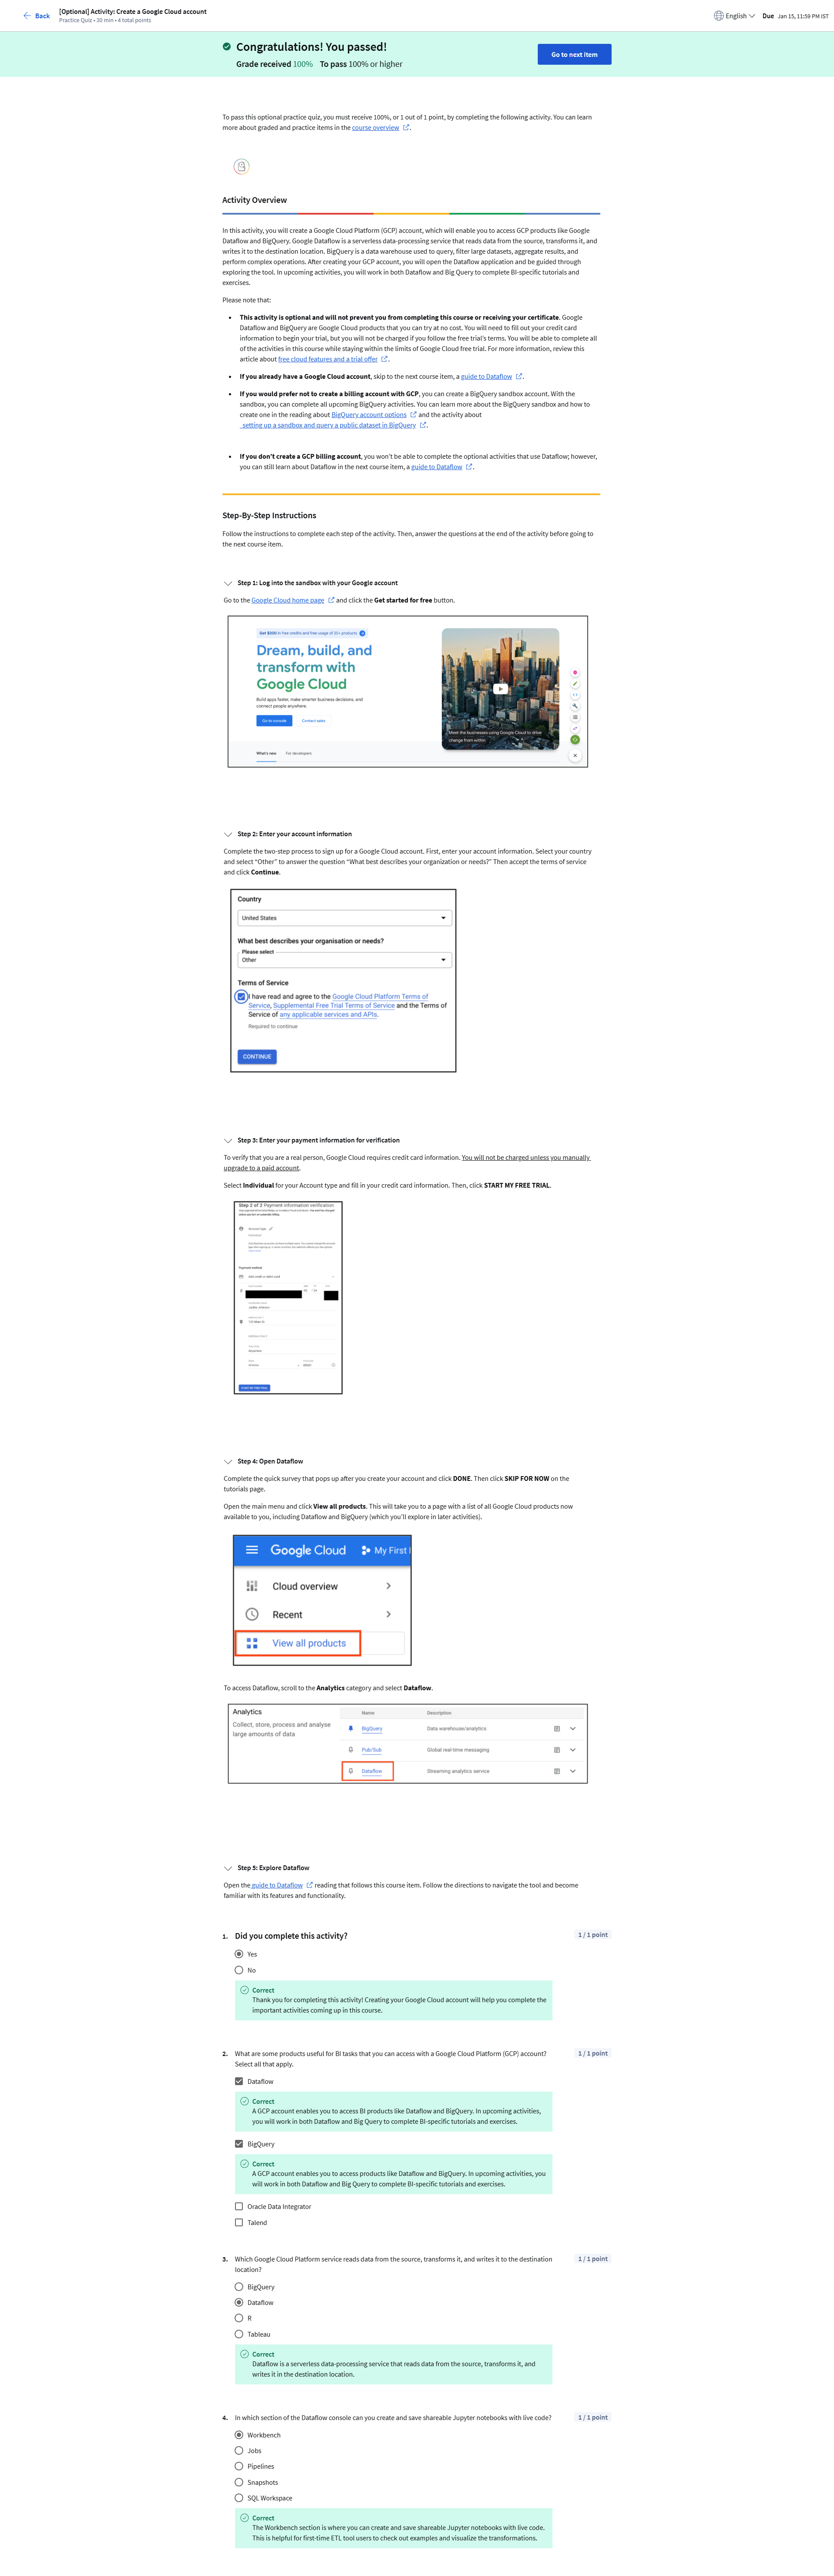 Back
[Optional] Activity: Create a Google Cloud account
Practice Quiz • 30 min • 4 total points
English
Due Jan 15, 11:59 PM IST
Congratulations! You passed!
Grade received 100% To pass 100% or higher
Go to next item
To pass this optional practice quiz, you must receive 100%, or 1 out of 1 point, by completing the following activity. You can learn
more about graded and practice items in the course overview.
Activity Overview
In this activity, you will create a Google Cloud Platform (GCP) account, which will enable you to access GCP products like Google
Dataflow and BigQuery. Google Dataflow is a serverless data-processing service that reads data from the source, transforms it, and
writes it to the destination location. BigQuery is a data warehouse used to query, filter large datasets, aggregate results, and
perform complex operations. After creating your GCP account, you will open the Dataflow application and be guided through
exploring the tool. In upcoming activities, you will work in both Dataflow and Big Query to complete BI-specific tutorials and
exercises.
Please note that:
• This activity is optional and will not prevent you from completing this course or receiving your certificate. Google
Dataflow and BigQuery are Google Cloud products that you can try at no cost. You will need to fill out your credit card
information to begin your trial, but you will not be charged if you follow the free trial's terms. You will be able to complete all
of the activities in this course while staying within the limits of Google Cloud free trial. For more information, review this
article about free cloud features and a trial offer.
• If you already have a Google Cloud account, skip to the next course item, a guide to Dataflow.
• If you would prefer not to create a billing account with GCP, you can create a BigQuery sandbox account. With the
sandbox, you can complete all upcoming BigQuery activities. You can learn more about the BigQuery sandbox and how to
create one in the reading about BigQuery account options and the activity about
setting up a sandbox and query a public dataset in BigQuery.
• If you don't create a GCP billing account, you won't be able to complete the optional activities that use Dataflow; however,
you can still learn about Dataflow in the next course item, a guide to Dataflow.
Step-By-Step Instructions
Follow the instructions to complete each step of the activity. Then, answer the questions at the end of the activity before going to
the next course item.
Step 1: Log into the sandbox with your Google account
Go to the Google Cloud home page and click the Get started for free button.
Get $300 in free credits and free usage of 20+ products
Dream, build, and
transform with
Google Cloud
Build apps faster, make smarter business decisions, and
connect people anywhere.
Go to console
Contact sales
Meet the businesses using Google Cloud to drive
change from within
What's new
For developers
Step 2: Enter your account information
Complete the two-step process to sign up for a Google Cloud account. First, enter your account information. Select your country
and select “Other” to answer the question “What best describes your organization or needs?” Then accept the terms of service
and click Continue.
Country
United States
What best describes your organisation or needs?
Please select
Other
Terms of Service
I have read and agree to the Google Cloud Platform Terms of
Service, Supplemental Free Trial Terms of Service and the Terms of
Service of any applicable services and APIs.
Required to continue
CONTINUE
Step 3: Enter your payment information for verification
To verify that you are a real person, Google Cloud requires credit card information. You will not be charged unless you manually
upgrade to a paid account.
Select Individual for your Account type and fill in your credit card information. Then, click START MY FREE TRIAL.
Step 2 of 2 Payment information verification
Account type
Add credit or debit card
START MY FREE TRIAL
Step 4: Open Dataflow
Complete the quick survey that pops up after you create your account and click DONE. Then click SKIP FOR NOW on the
tutorials page.
Open the main menu and click View all products. This will take you to a page with a list of all Google Cloud products now
available to you, including Dataflow and BigQuery (which you'll explore in later activities).
Google Cloud
My First
Cloud overview
Recent
View all products
To access Dataflow, scroll to the Analytics category and select Dataflow.
Analytics
Collect, store, process and analyse
large amounts of data
Name
Description
BigQuery
Data warehouse/analytics
Pub/Sub
Global real-time messaging
Dataflow
Streaming analytics service
Step 5: Explore Dataflow
Open the guide to Dataflow reading that follows this course item. Follow the directions to navigate the tool and become
familiar with its features and functionality.
1. Did you complete this activity?
1 / 1 point
Yes
No
Correct
Thank you for completing this activity! Creating your Google Cloud account will help you complete the
important activities coming up in this course.
2. What are some products useful for BI tasks that you can access with a Google Cloud Platform (GCP) account?
Select all that apply.
1 / 1 point
Dataflow
Correct
A GCP account enables you to access BI products like Dataflow and BigQuery. In upcoming activities,
you will work in both Dataflow and Big Query to complete BI-specific tutorials and exercises.
BigQuery
Correct
A GCP account enables you to access products like Dataflow and BigQuery. In upcoming activities, you
will work in both Dataflow and Big Query to complete BI-specific tutorials and exercises.
Oracle Data Integrator
Talend
3. Which Google Cloud Platform service reads data from the source, transforms it, and writes it to the destination
location?
1 / 1 point
BigQuery
Dataflow
R
Tableau
Correct
Dataflow is a serverless data-processing service that reads data from the source, transforms it, and
writes it in the destination location.
4. In which section of the Dataflow console can you create and save shareable Jupyter notebooks with live code?
1 / 1 point
Workbench
Jobs
Pipelines
Snapshots
SQL Workspace
Correct
The Workbench section is where you can create and save shareable Jupyter notebooks with live code.
This is helpful for first-time ETL tool users to check out examples and visualize the transformations.